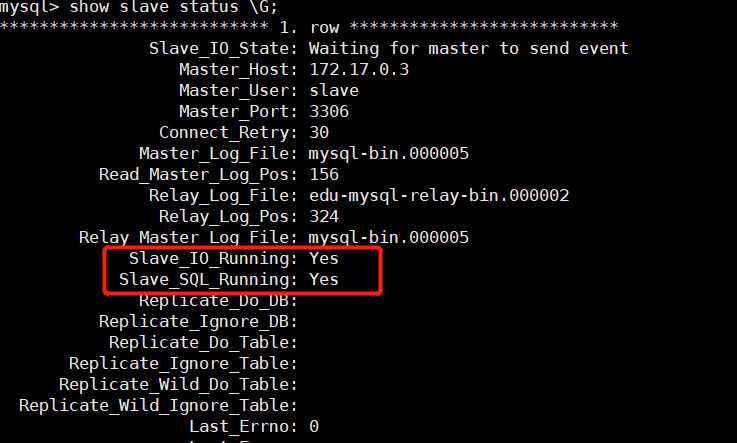 mysql> show slave status \G;
*************************** 1. row ***************************
Slave_IO_State: Waiting for master to send event
Master_Host: 172.17.0.3
Master_User: slave
Master_Port: 3306
Connect_Retry: 30
Master_Log_File: mysql-bin.000005
Read_Master_Log_Pos: 156
Relay_Log_File: edu-mysql-relay-bin.000002
Relay_Log_Pos: 324
Relay_Master_Log_File: mysql-bin.000005
Slave_IO_Running: Yes
Slave_SQL_Running: Yes
Replicate_Do_DB:
Replicate_Ignore_DB:
Replicate_Do_Table:
Replicate_Ignore_Table:
Replicate_Wild_Do_Table:
Replicate_Wild_Ignore_Table:
Last_Errno: 0